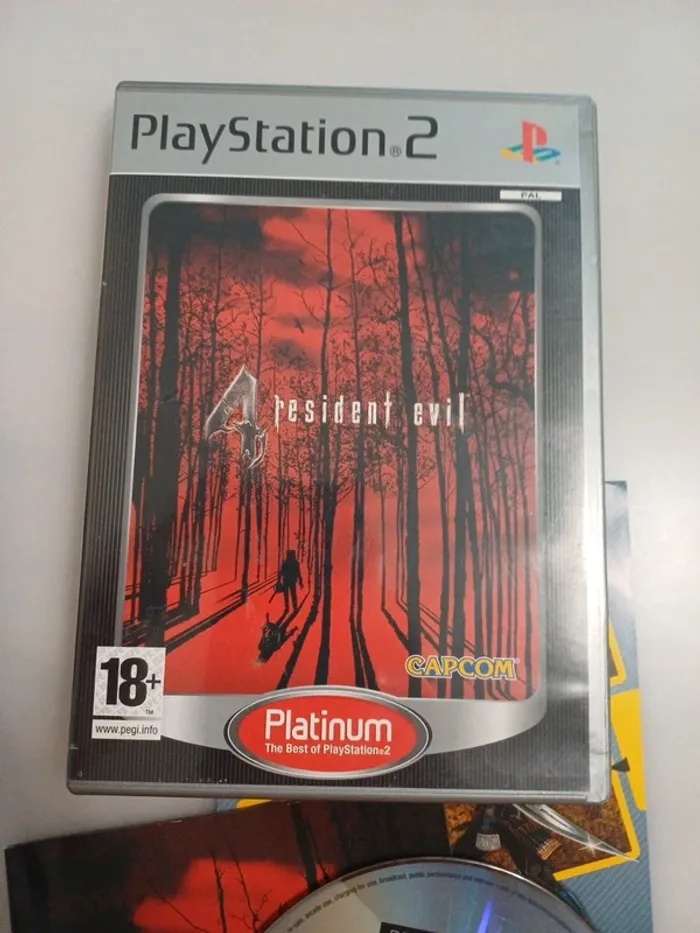 PlayStation®2
PAL
4 resident evil
CAPCOM
18+
www.pegi.info
Platinum
The Best of PlayStation®2